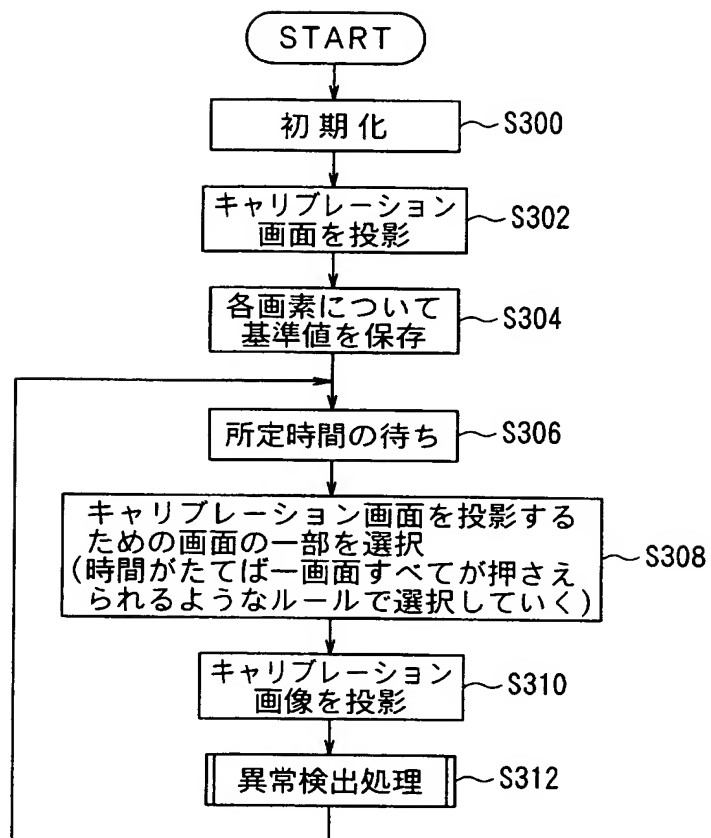 START
初期化
S300
キャリブレーション
画面を投影
S302
各画素について
基準値を保存
S304
所定時間の待ち
S306
キャリブレーション画面を投影する
ための画面の一部を選択
(時間がたてば一画面すべてが押さえ
られるようなルールで選択していく)
S308
キャリブレーション
画像を投影
S310
異常検出処理
S312